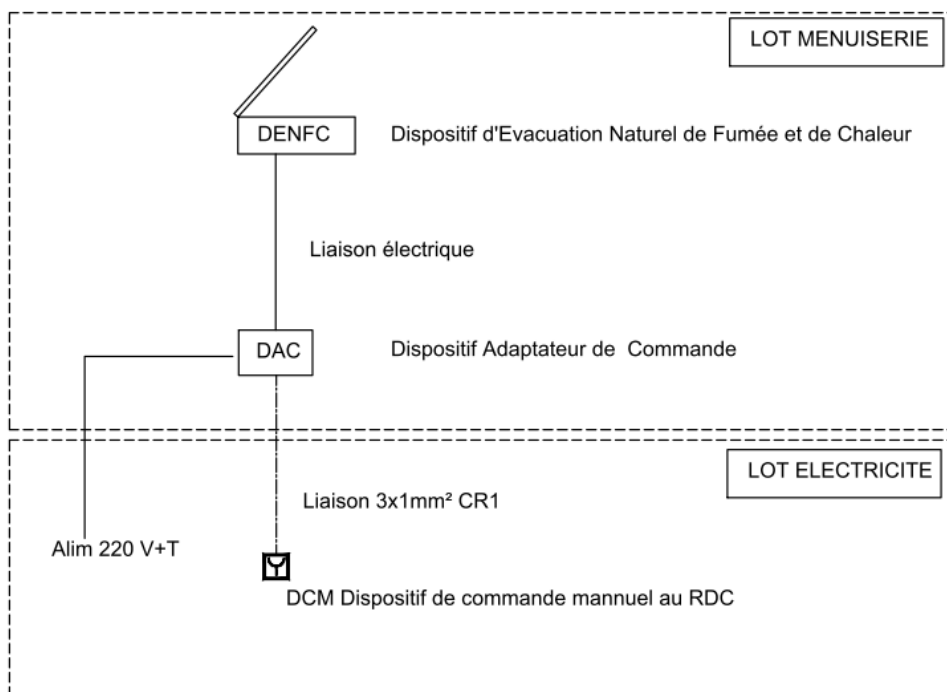 LOT MENUISERIE
DENFC
Dispositif d'Evacuation Naturel de Fumée et de Chaleur
Liaison électrique
DAC
Dispositif Adaptateur de Commande
LOT ELECTRICITE
Liaison 3x1mm² CR1
Alim 220 V+T
DCM Dispositif de commande mannuel au RDC